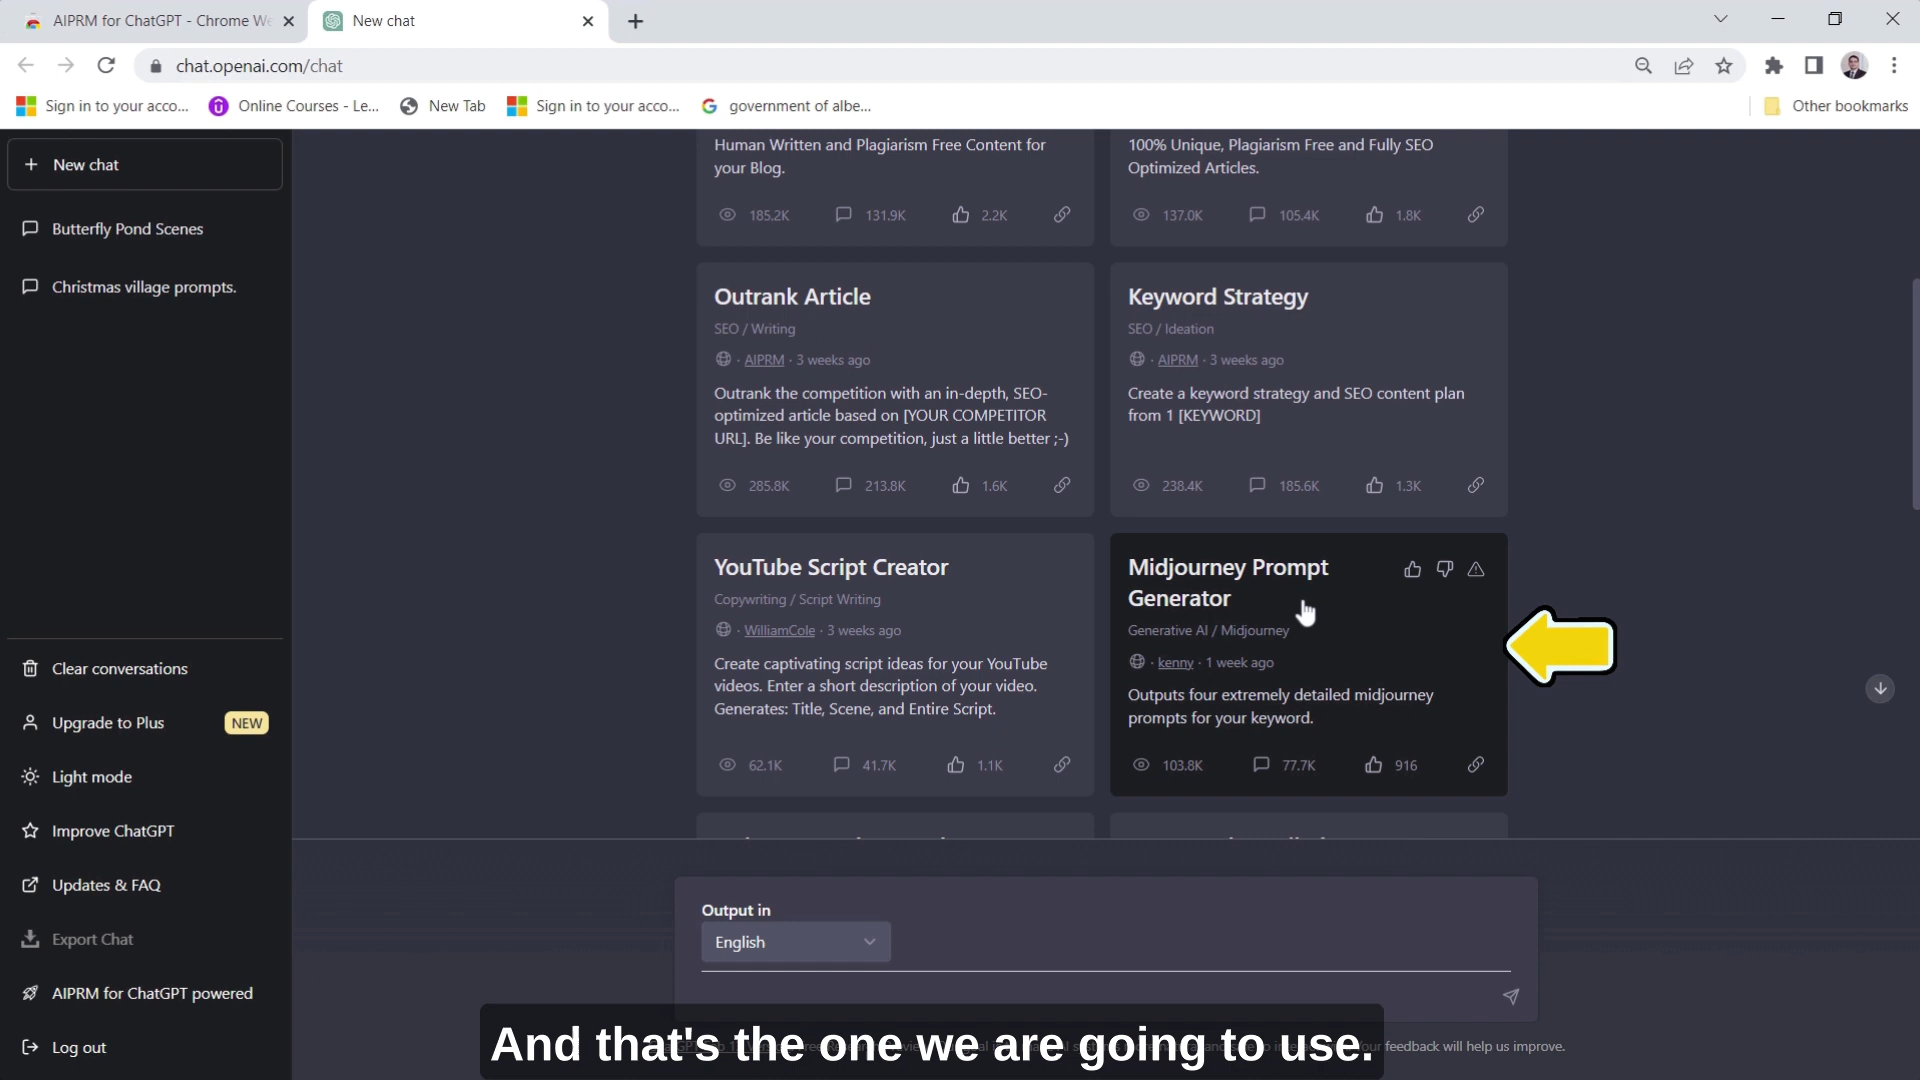 AIPRM for ChatGPT - Chrome We
New chat
chat.openai.com/chat
Sign in to your acco...
Online Courses - Le...
New Tab
Sign in to your acco...
government of albe...
Other bookmarks
New chat
Butterfly Pond Scenes
Christmas village prompts.
Clear conversations
Upgrade to Plus
NEW
Light mode
Improve ChatGPT
Updates & FAQ
Export Chat
AIPRM for ChatGPT powered
Log out
Human Written and Plagiarism Free Content for
your Blog.
185.2K 131.9K 2.2K
100% Unique, Plagiarism Free and Fully SEO
Optimized Articles.
137.0K 105.4K 1.8K
Outrank Article
SEO / Writing
· AIPRM · 3 weeks ago
Outrank the competition with an in-depth, SEO-
optimized article based on [YOUR COMPETITOR
URL]. Be like your competition, just a little better ;-)
285.8K 213.8K 1.6K
Keyword Strategy
SEO / Ideation
· AIPRM · 3 weeks ago
Create a keyword strategy and SEO content plan
from 1 [KEYWORD]
238.4K 185.6K 1.3K
YouTube Script Creator
Copywriting / Script Writing
· WilliamCole · 3 weeks ago
Create captivating script ideas for your YouTube
videos. Enter a short description of your video.
Generates: Title, Scene, and Entire Script.
62.1K 41.7K 1.1K
Midjourney Prompt
Generator
Generative AI / Midjourney
· kenny · 1 week ago
Outputs four extremely detailed midjourney
prompts for your keyword.
103.8K 77.7K 916
Output in
English
And that's the one we are going to use.
feedback will help us improve.